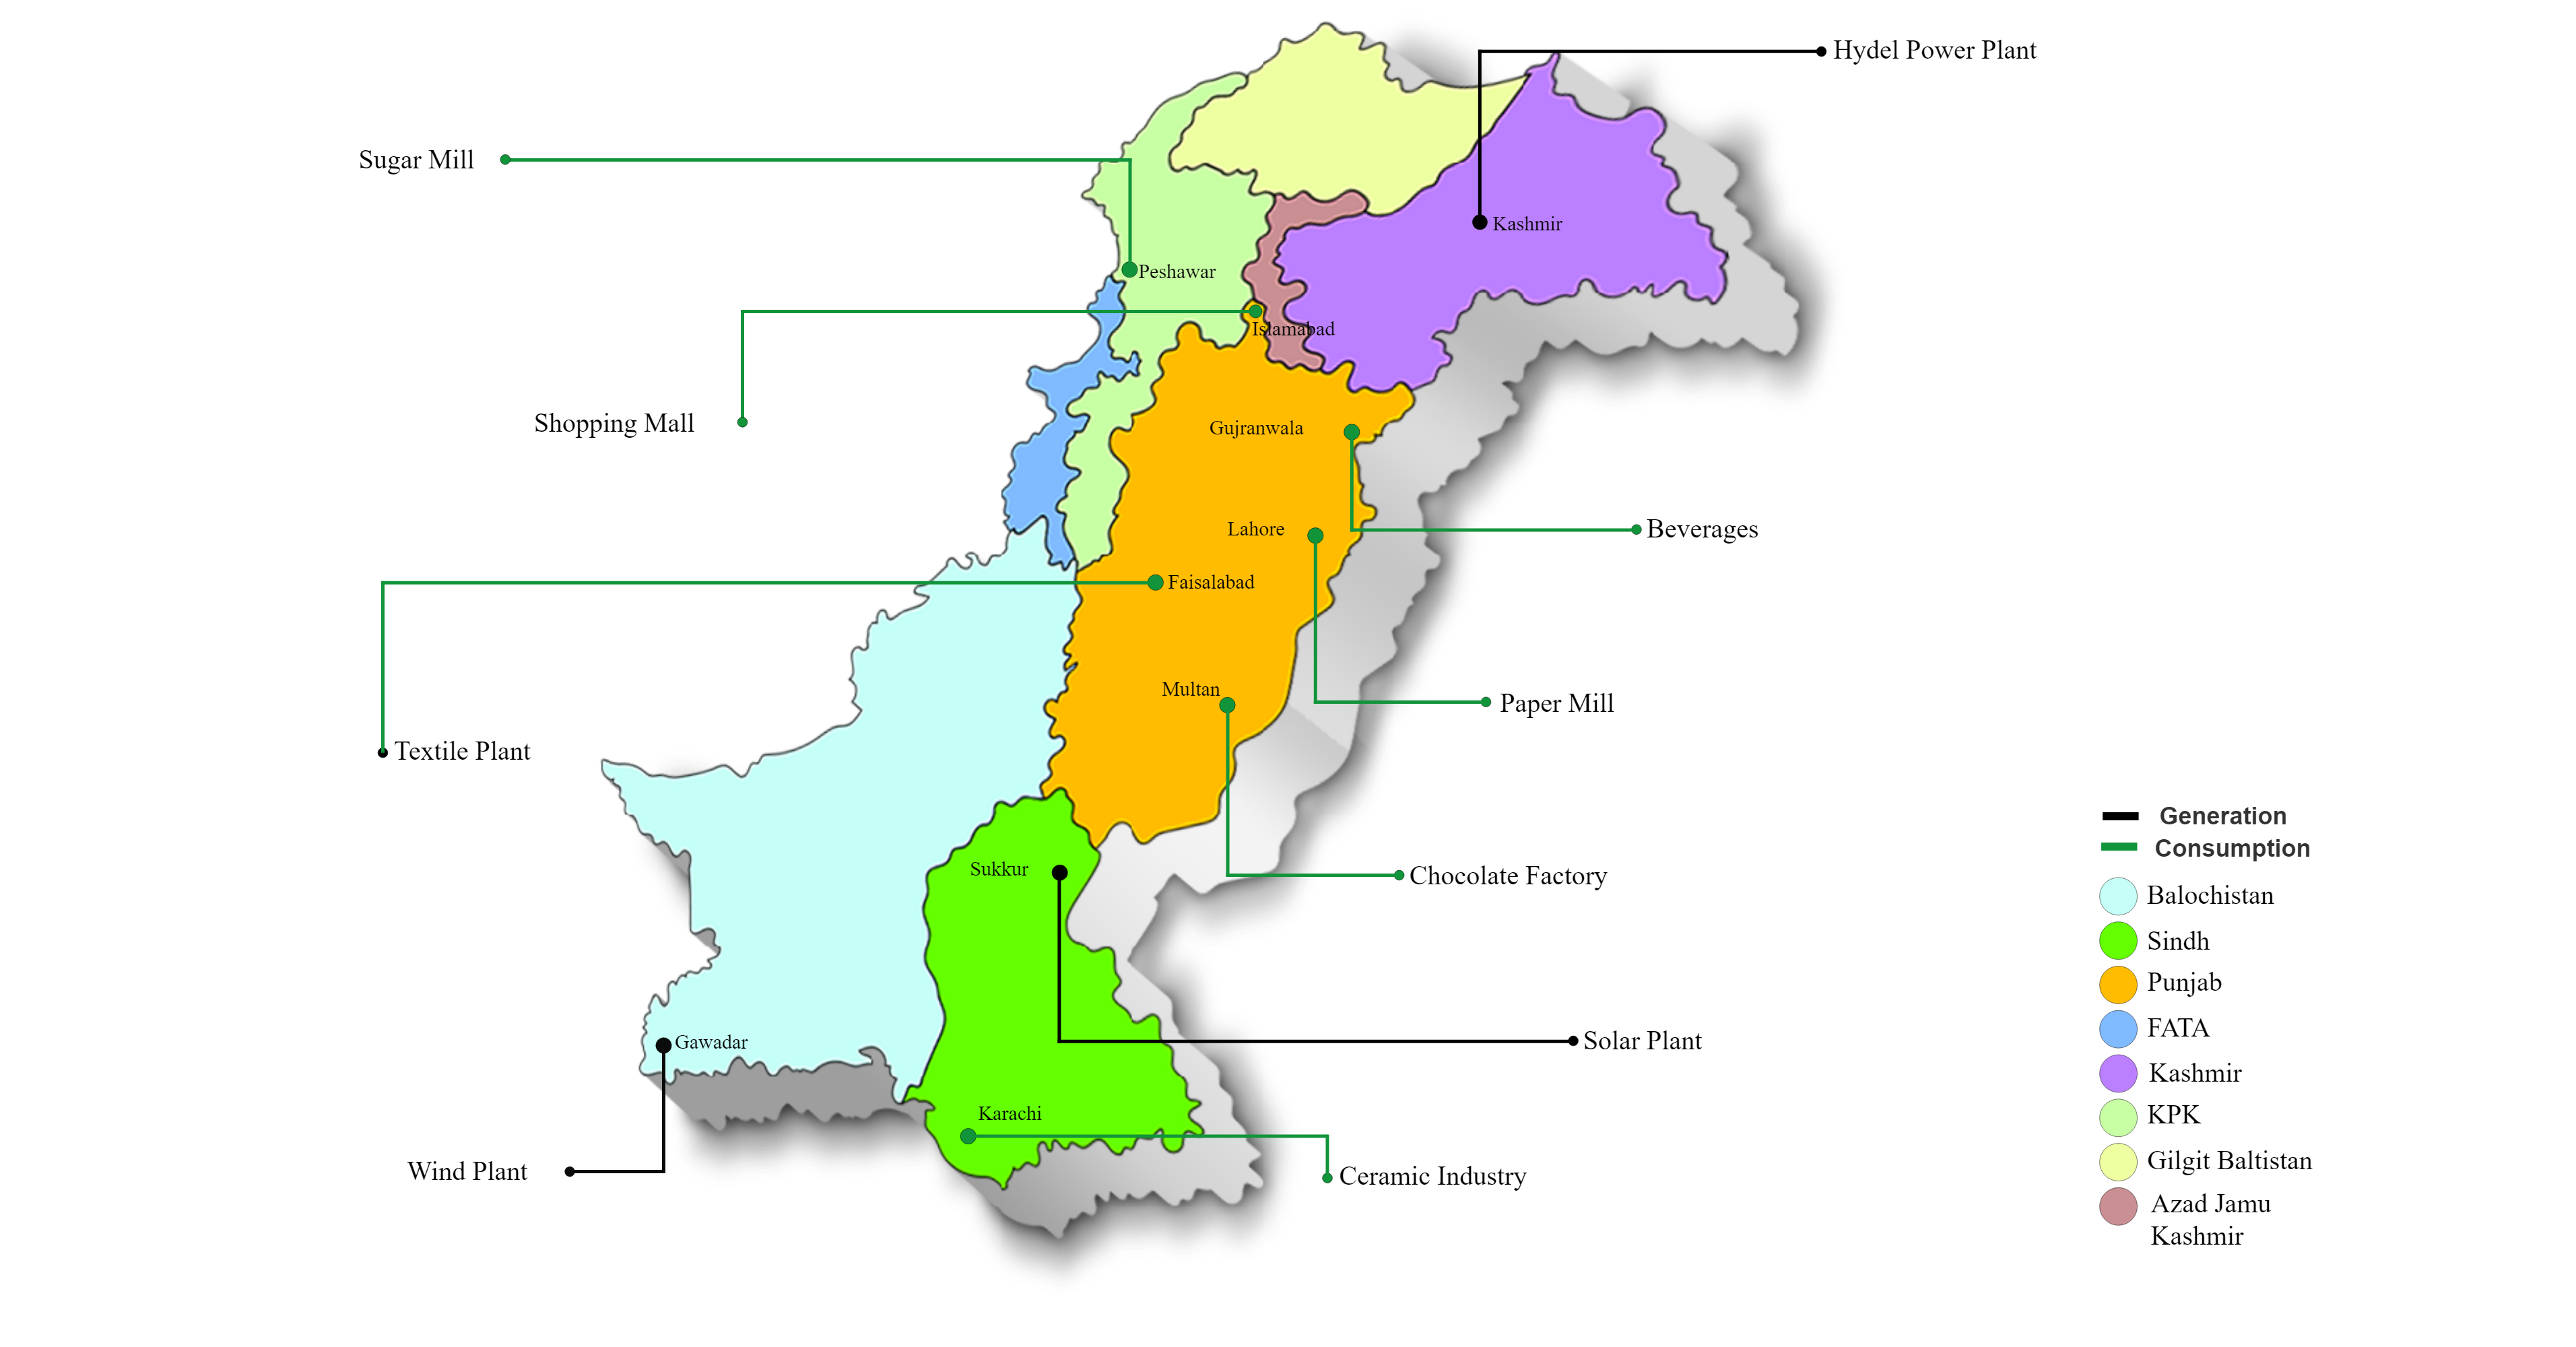 Hydel Power Plant
Sugar Mill
Kashmir
Peshawar
Islamabad
Shopping Mall
Gujranwala
Lahore
Beverages
Faisalabad
Multan
Paper Mill
Textile Plant
Generation
Consumption
Sukkur
Chocolate Factory
Balochistan
Sindh
Punjab
FATA
Gawadar
Solar Plant
Kashmir
Karachi
KPK
Wind Plant
Ceramic Industry
Gilgit Baltistan
Azad Jamu
Kashmir